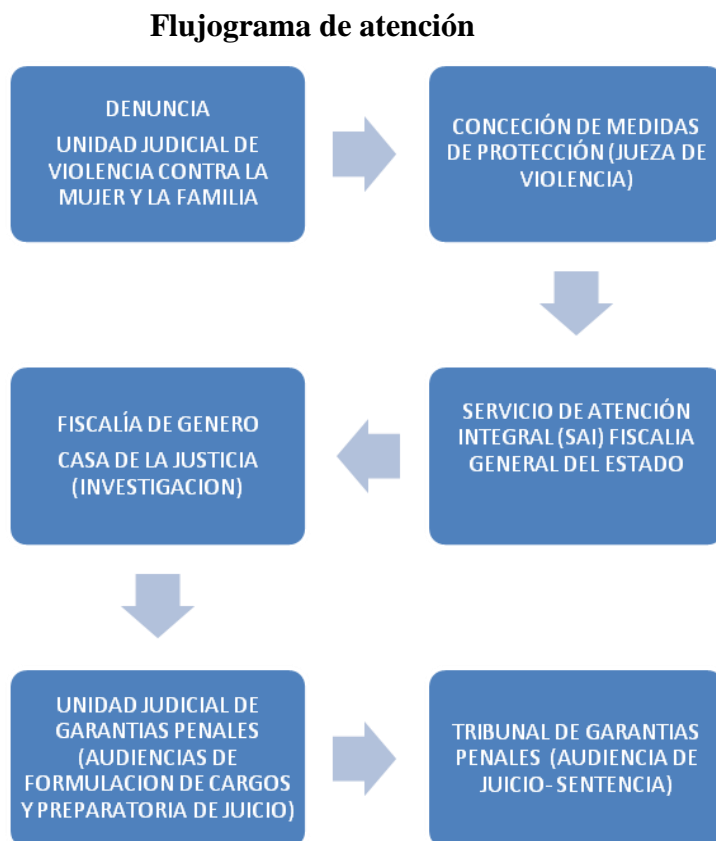 Flujograma de atención
DENUNCIA
UNIDAD JUDICIAL DE
VIOLENCIA CONTRA LA
MUJER Y LA FAMILIA
CONCECIÓN DE MEDIDAS
DE PROTECCIÓN (JUEZA DE
VIOLENCIA)
SERVICIO DE ATENCIÓN
INTEGRAL (SAI) FISCALIA
GENERAL DEL ESTADO
FISCALÍA DE GENERO
CASA DE LA JUSTICIA
(INVESTIGACION)
UNIDAD JUDICIAL DE
GARANTIAS PENALES
(AUDIENCIAS DE
FORMULACION DE CARGOS
Y PREPARATORIA DE JUICIO)
TRIBUNAL DE GARANTIAS
PENALES (AUDIENCIA DE
JUICIO- SENTENCIA)